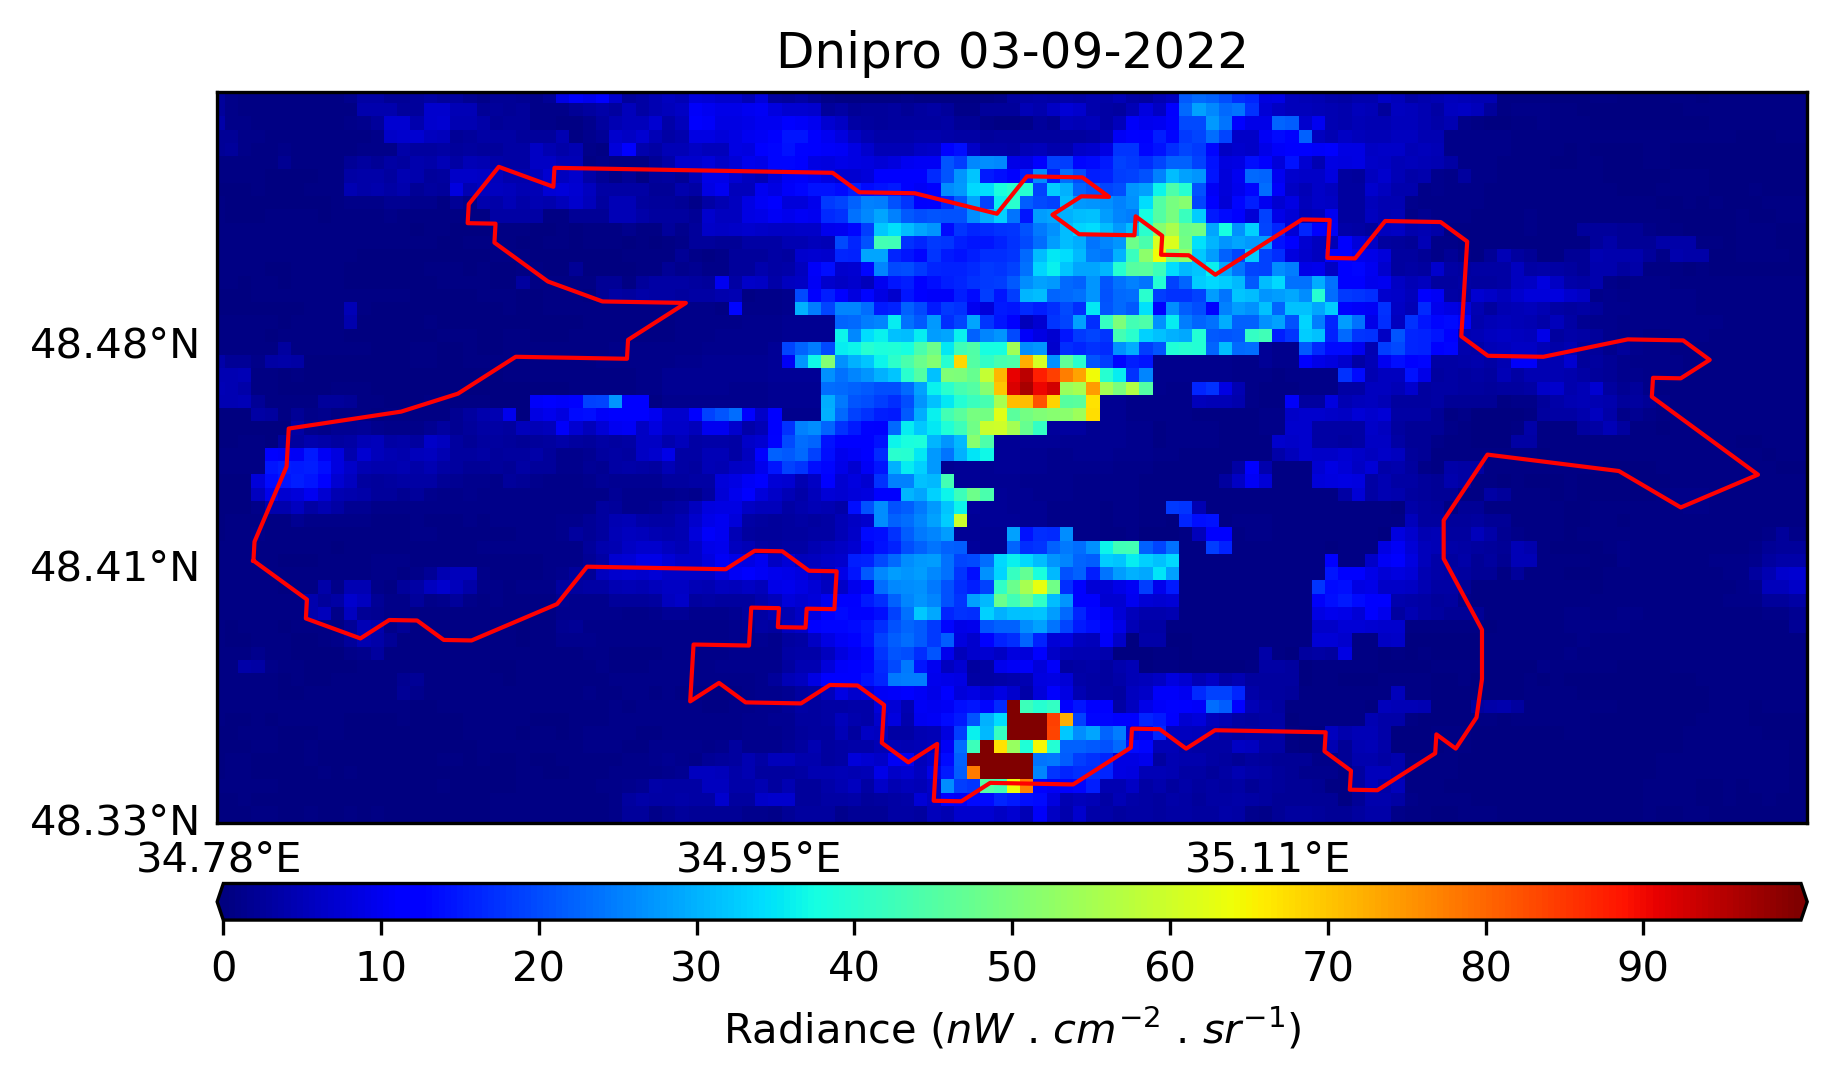 Dnipro 03-09-2022
48.48°N
48.41°N
48.33°N
34.78°E 34.95°E 35.11°E
0 10 20 30 40 50 60 70 80 90
Radiance (nW . cm⁻² . sr⁻¹)